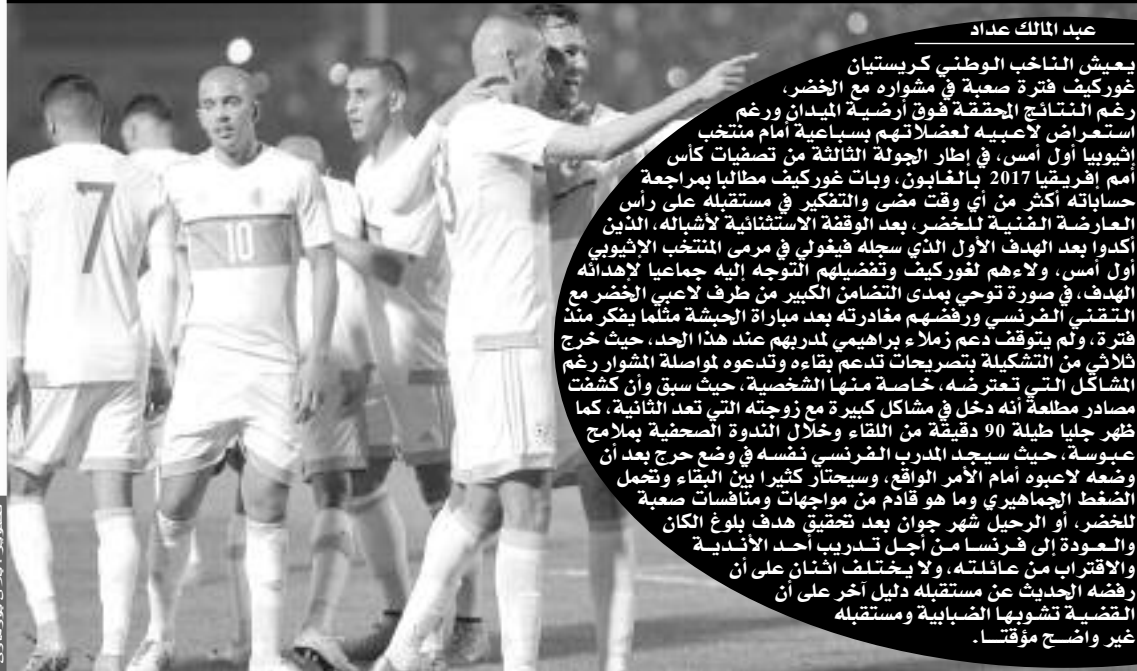 عبد المالك عداد
يعيش الناخب الوطني كريستيان
غوركيف فترة صعبة في مشواره مع الخضر،
رغم النتائج المحققة فوق أرضية الميدان ورغم
استعراض لاعبيه لعضلاتهم بسباعية أمام منتخب
إثيوبيا أول أمس، في إطار الجولة الثالثة من تصفيات كأس
أمم إفريقيا 2017 بالغابون، وبات غوركيف مطالبا بمراجعة
حساباته أكثر من أي وقت مضى والتفكير في مستقبله على رأس
العارضة الفنية للخضر، بعد الوقفة الاستثنائية لأشباله، الذين
أكدوا بعد الهدف الأول الذي سجله فيغولي في مرمى المنتخب الإثيوبي
أول أمس، ولاءهم لغوركيف وتفضيلهم التوجه إليه جماعيا لاهدائه
الهدف، في صورة توحي بمدى التضامن الكبير من طرف لاعبي الخضر مع
التقني الفرنسي ورفضهم مغادرته بعد مباراة الحبشة مثلما يفكر منذ
فترة، ولم يتوقف دعم زملاء براهيمي لمدربهم عند هذا الحد، حيث خرج
ثلاثي من التشكيلة بتصريحات تدعم بقاءه وتدعوه لمواصلة المشوار رغم
المشاكل التي تعترضه، خاصة منها الشخصية، حيث سبق وأن كشفت
مصادر مطلعة أنه دخل في مشاكل كبيرة مع زوجته التي تعد الثانية، كما
ظهر جليا طيلة 90 دقيقة من اللقاء وخلال الندوة الصحفية بملامح
عبوسة، حيث سيجد المدرب الفرنسي نفسه في وضع حرج بعد أن
وضعه لاعبوه أمام الأمر الواقع، وسيحتار كثيرا بين البقاء وتحمل
الضغط الجماهيري وما هو قادم من مواجهات ومنافسات صعبة
للخضر، أو الرحيل شهر جوان بعد تحقيق هدف بلوغ الكان
والعودة إلى فرنسا من أجل تدريب أحد الأندية
والاقتراب من عائلته، ولا يختلف اثنان على أن
رفضه الحديث عن مستقبله دليل آخر على أن
القضية تشوبها الضبابية ومستقبله
غير واضح مؤقتا.
7
10